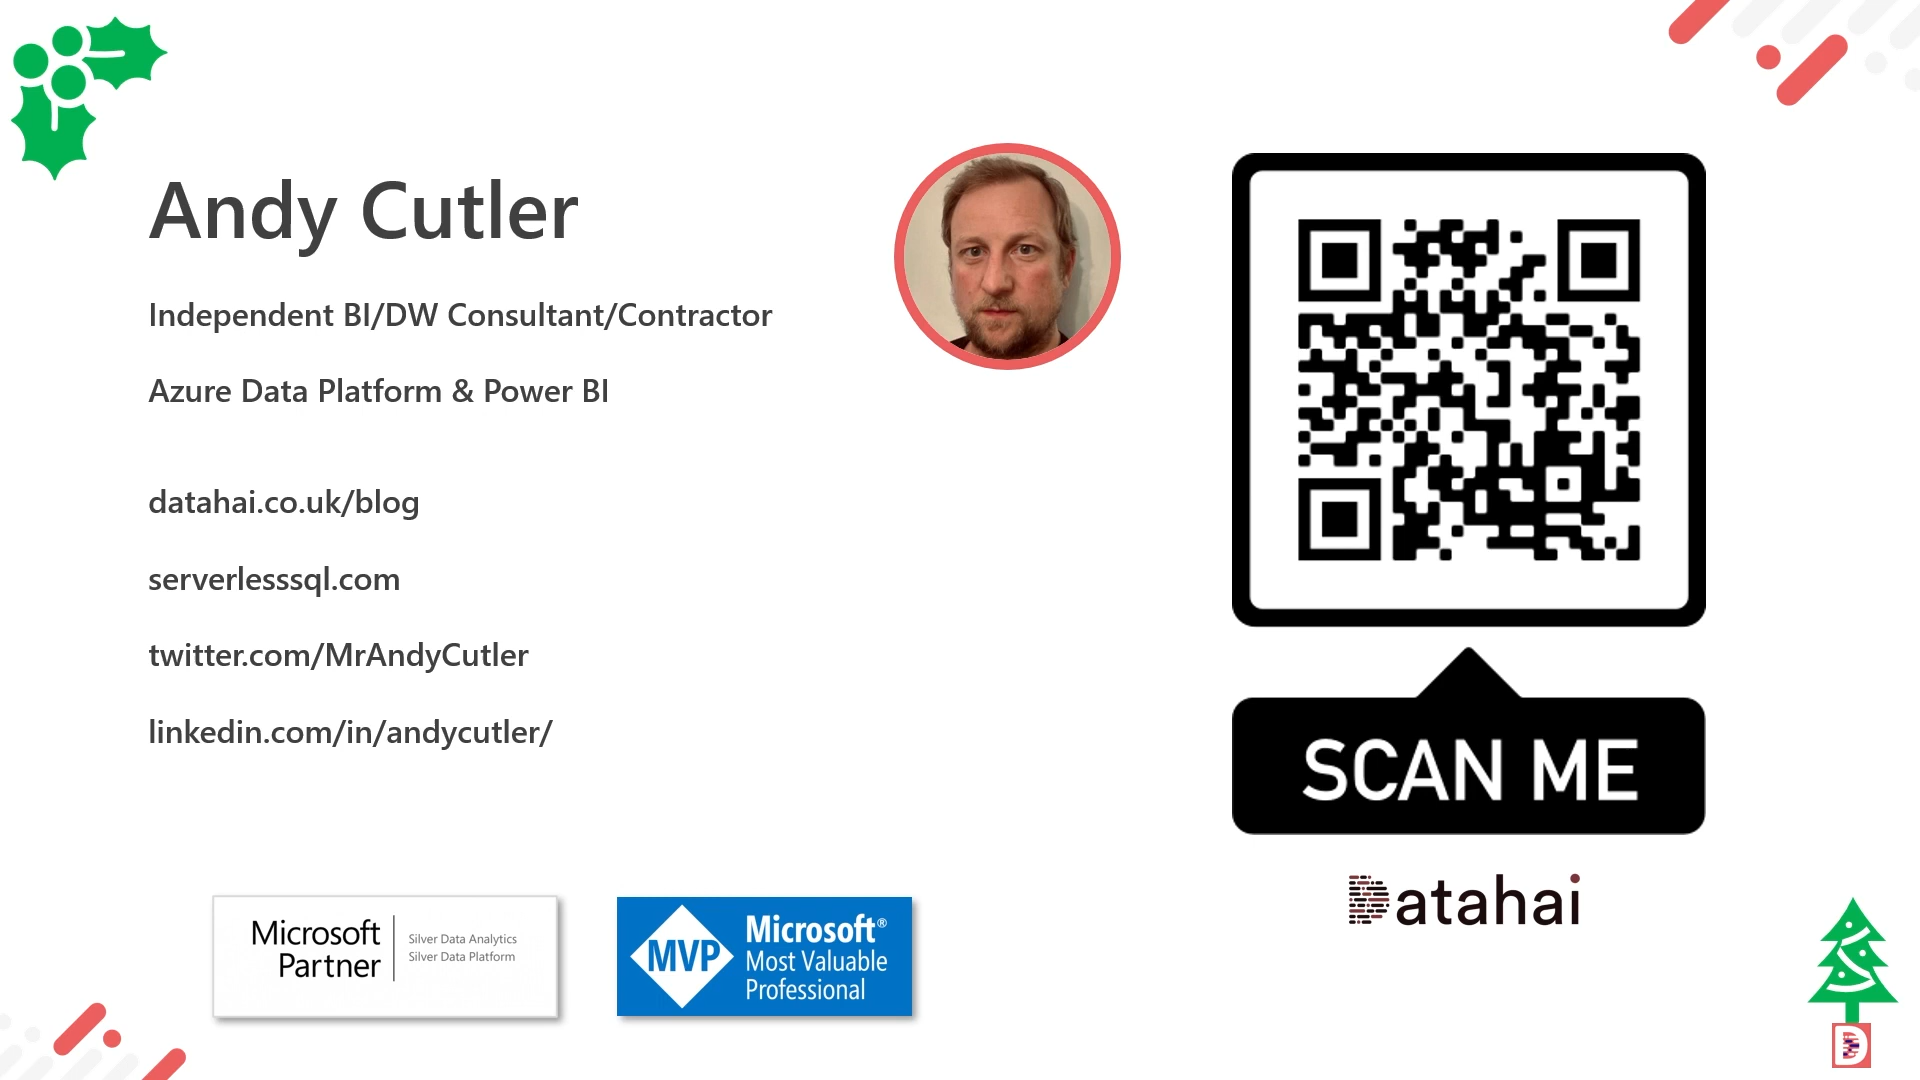 Andy Cutler
Independent BI/DW Consultant/Contractor
Azure Data Platform & Power BI
datahai.co.uk/blog
serverlesssql.com
twitter.com/MrAndyCutler
linkedin.com/in/andycutler/
SCAN ME
Datahai
Microsoft
Partner
Silver Data Analytics
Silver Data Platform
MVP
Microsoft®
Most Valuable
Professional
D